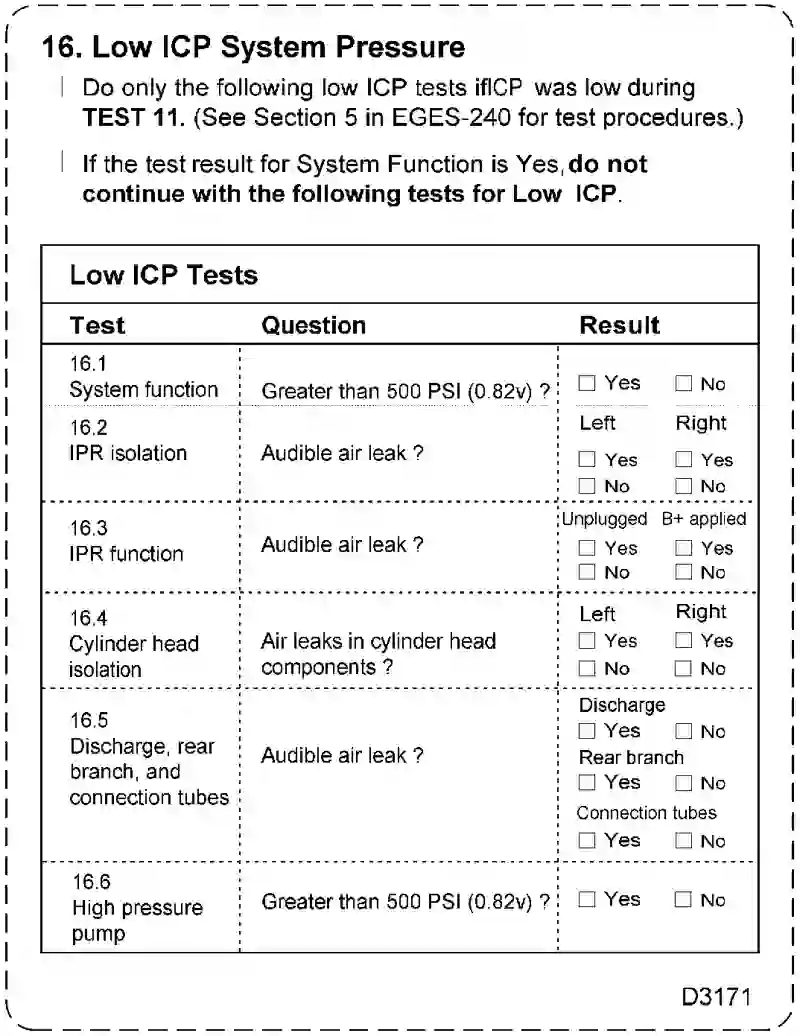 16. Low ICP System Pressure
Do only the following low ICP tests ifICP was low during
TEST 11. (See Section 5 in EGES-240 for test procedures.)
If the test result for System Function is Yes, do not
continue with the following tests for Low ICP.
Low ICP Tests
Test Question Result
16.1
System function Greater than 500 PSI (0.82v) ? Yes No
16.2 Left Right
IPR isolation Audible air leak ? Yes Yes
No No
16.3 Unplugged B+ applied
IPR function Audible air leak ? Yes Yes
No No
16.4 Left Right
Cylinder head Air leaks in cylinder head Yes Yes
isolation components ? No No
Discharge
16.5 Yes No
Discharge, rear Audible air leak ? Rear branch
branch, and Yes No
connection tubes Connection tubes
Yes No
16.6
High pressure Greater than 500 PSI (0.82v) ? Yes No
pump
D3171